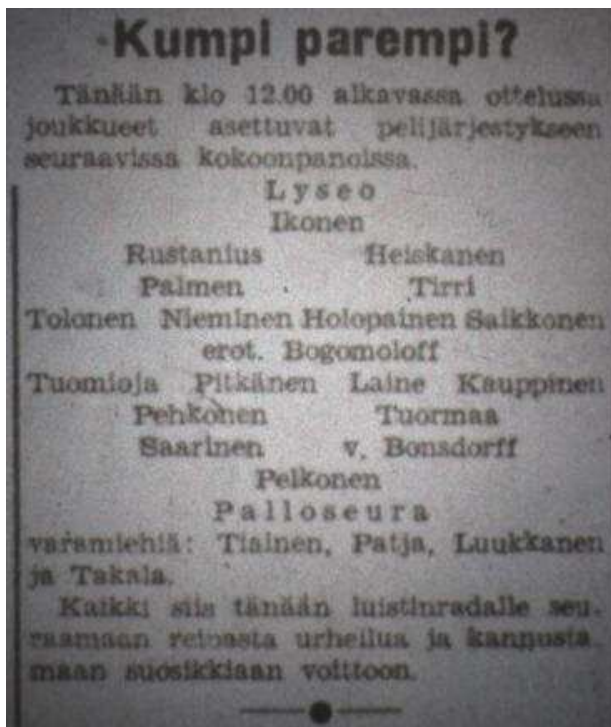 Kumpi parempi?
Tänään klo 12.00 alkavassa ottelussa
joukkueet asettuvat pelijärjestykseen
seuraavissa kokoonpanoissa.
Lyseo
Ikonen
Rustanius Heiskanen
Palmen Tirri
Tolonen Nieminen Holopainen Saikkonen
erot. Bogomoloff
Tuomioja Pitkänen Laine Kauppinen
Pehkonen Tuormaa
Saarinen v. Bonsdorff
Pelkonen
Palloseura
varamiehiä: Tiainen, Patja, Luukkanen
ja Takala.
Kaikki siis tänään luistinradalle seu-
raamaan reipasta urheilua ja kannusta-
maan suosikkiaan voittoon.